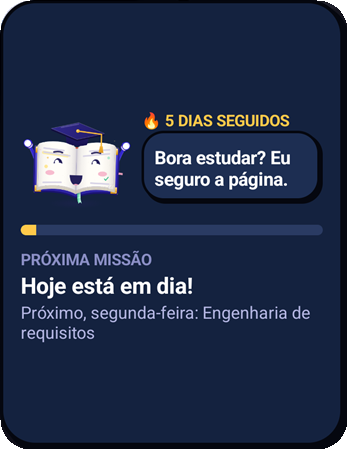 🔥 5 DIAS SEGUIDOS
Bora estudar? Eu
seguro a página.
PRÓXIMA MISSÃO
Hoje está em dia!
Próximo, segunda-feira: Engenharia de
requisitos